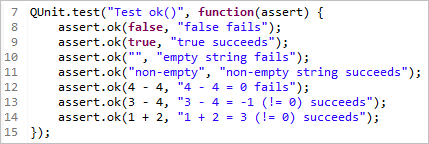 7 QUnit.test("Test ok()", function(assert) {
8 assert.ok(false, "false fails");
9 assert.ok(true, "true succeeds");
10 assert.ok("", "empty string fails");
11 assert.ok("non-empty", "non-empty string succeeds");
12 assert.ok(4 - 4, "4 - 4 = 0 fails");
13 assert.ok(3 - 4, "3 - 4 = -1 (!= 0) succeeds");
14 assert.ok(1 + 2, "1 + 2 = 3 (!= 0) succeeds");
15 });